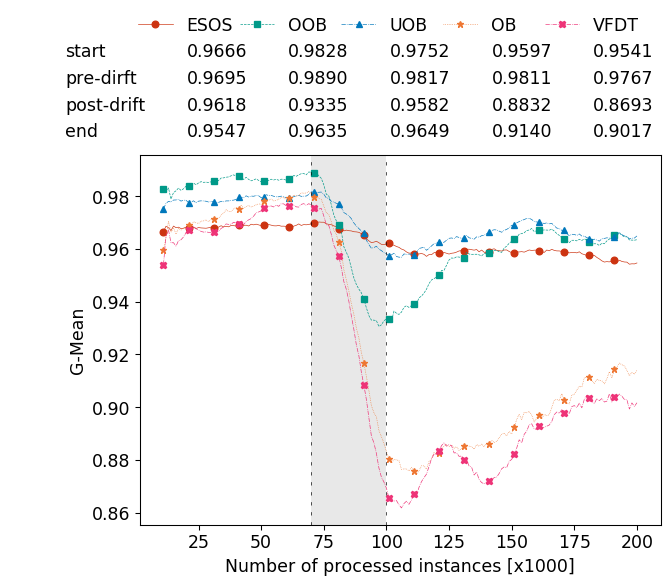 ESOS OOB UOB OB VFDT
start 0.9666 0.9828 0.9752 0.9597 0.9541
pre-dirft 0.9695 0.9890 0.9817 0.9811 0.9767
post-drift 0.9618 0.9335 0.9582 0.8832 0.8693
end 0.9547 0.9635 0.9649 0.9140 0.9017
0.98
0.96
0.94
0.92
0.90
0.88
0.86
G-Mean
25 50 75 100 125 150 175 200
Number of processed instances [x1000]